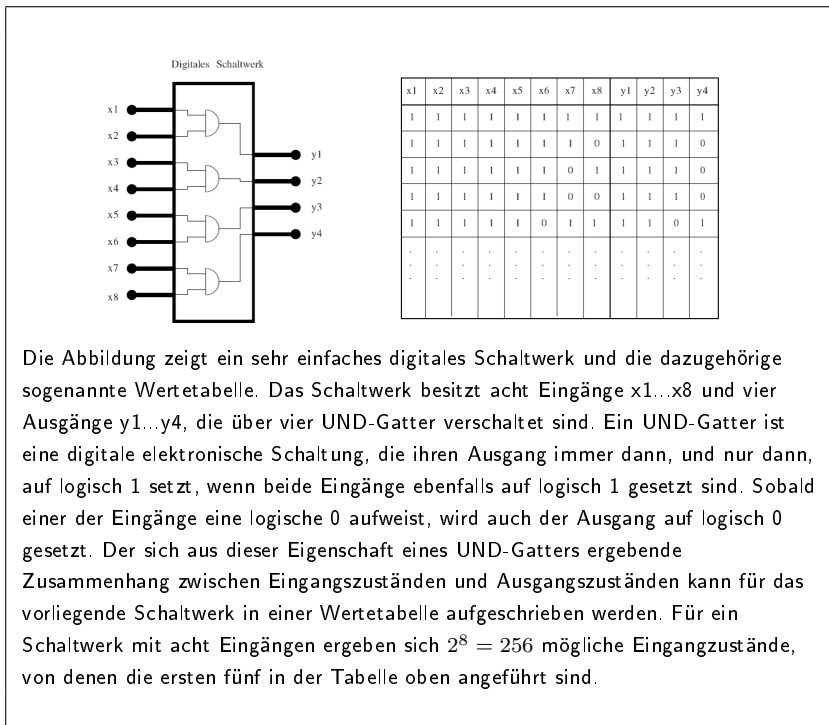 Digitales Schaltwerk
x1
x2
x3
x4
x5
x6
x7
x8
y1
y2
y3
y4
x1 x2 x3 x4 x5 x6 x7 x8 y1 y2 y3 y4
1 1 1 1 1 1 1 1 1 1 1 1
1 1 1 1 1 1 1 0 1 1 1 0
1 1 1 1 1 1 0 1 1 1 1 0
1 1 1 1 1 1 0 0 1 1 1 0
1 1 1 1 1 0 1 1 1 1 0 1
. . . . . . . . . . . .
. . . . . . . . . . . .
. . . . . . . . . . . .
Die Abbildung zeigt ein sehr einfaches digitales Schaltwerk und die dazugehörige
sogenannte Wertetabelle. Das Schaltwerk besitzt acht Eingänge x1...x8 und vier
Ausgänge y1...y4, die über vier UND-Gatter verschaltet sind. Ein UND-Gatter ist
eine digitale elektronische Schaltung, die ihren Ausgang immer dann, und nur dann,
auf logisch 1 setzt, wenn beide Eingänge ebenfalls auf logisch 1 gesetzt sind. Sobald
einer der Eingänge eine logische 0 aufweist, wird auch der Ausgang auf logisch 0
gesetzt. Der sich aus dieser Eigenschaft eines UND-Gatters ergebende
Zusammenhang zwischen Eingangszuständen und Ausgangszuständen kann für das
vorliegende Schaltwerk in einer Wertetabelle aufgeschrieben werden. Für ein
Schaltwerk mit acht Eingängen ergeben sich 2⁸ = 256 mögliche Eingangzustände,
von denen die ersten fünf in der Tabelle oben angeführt sind.